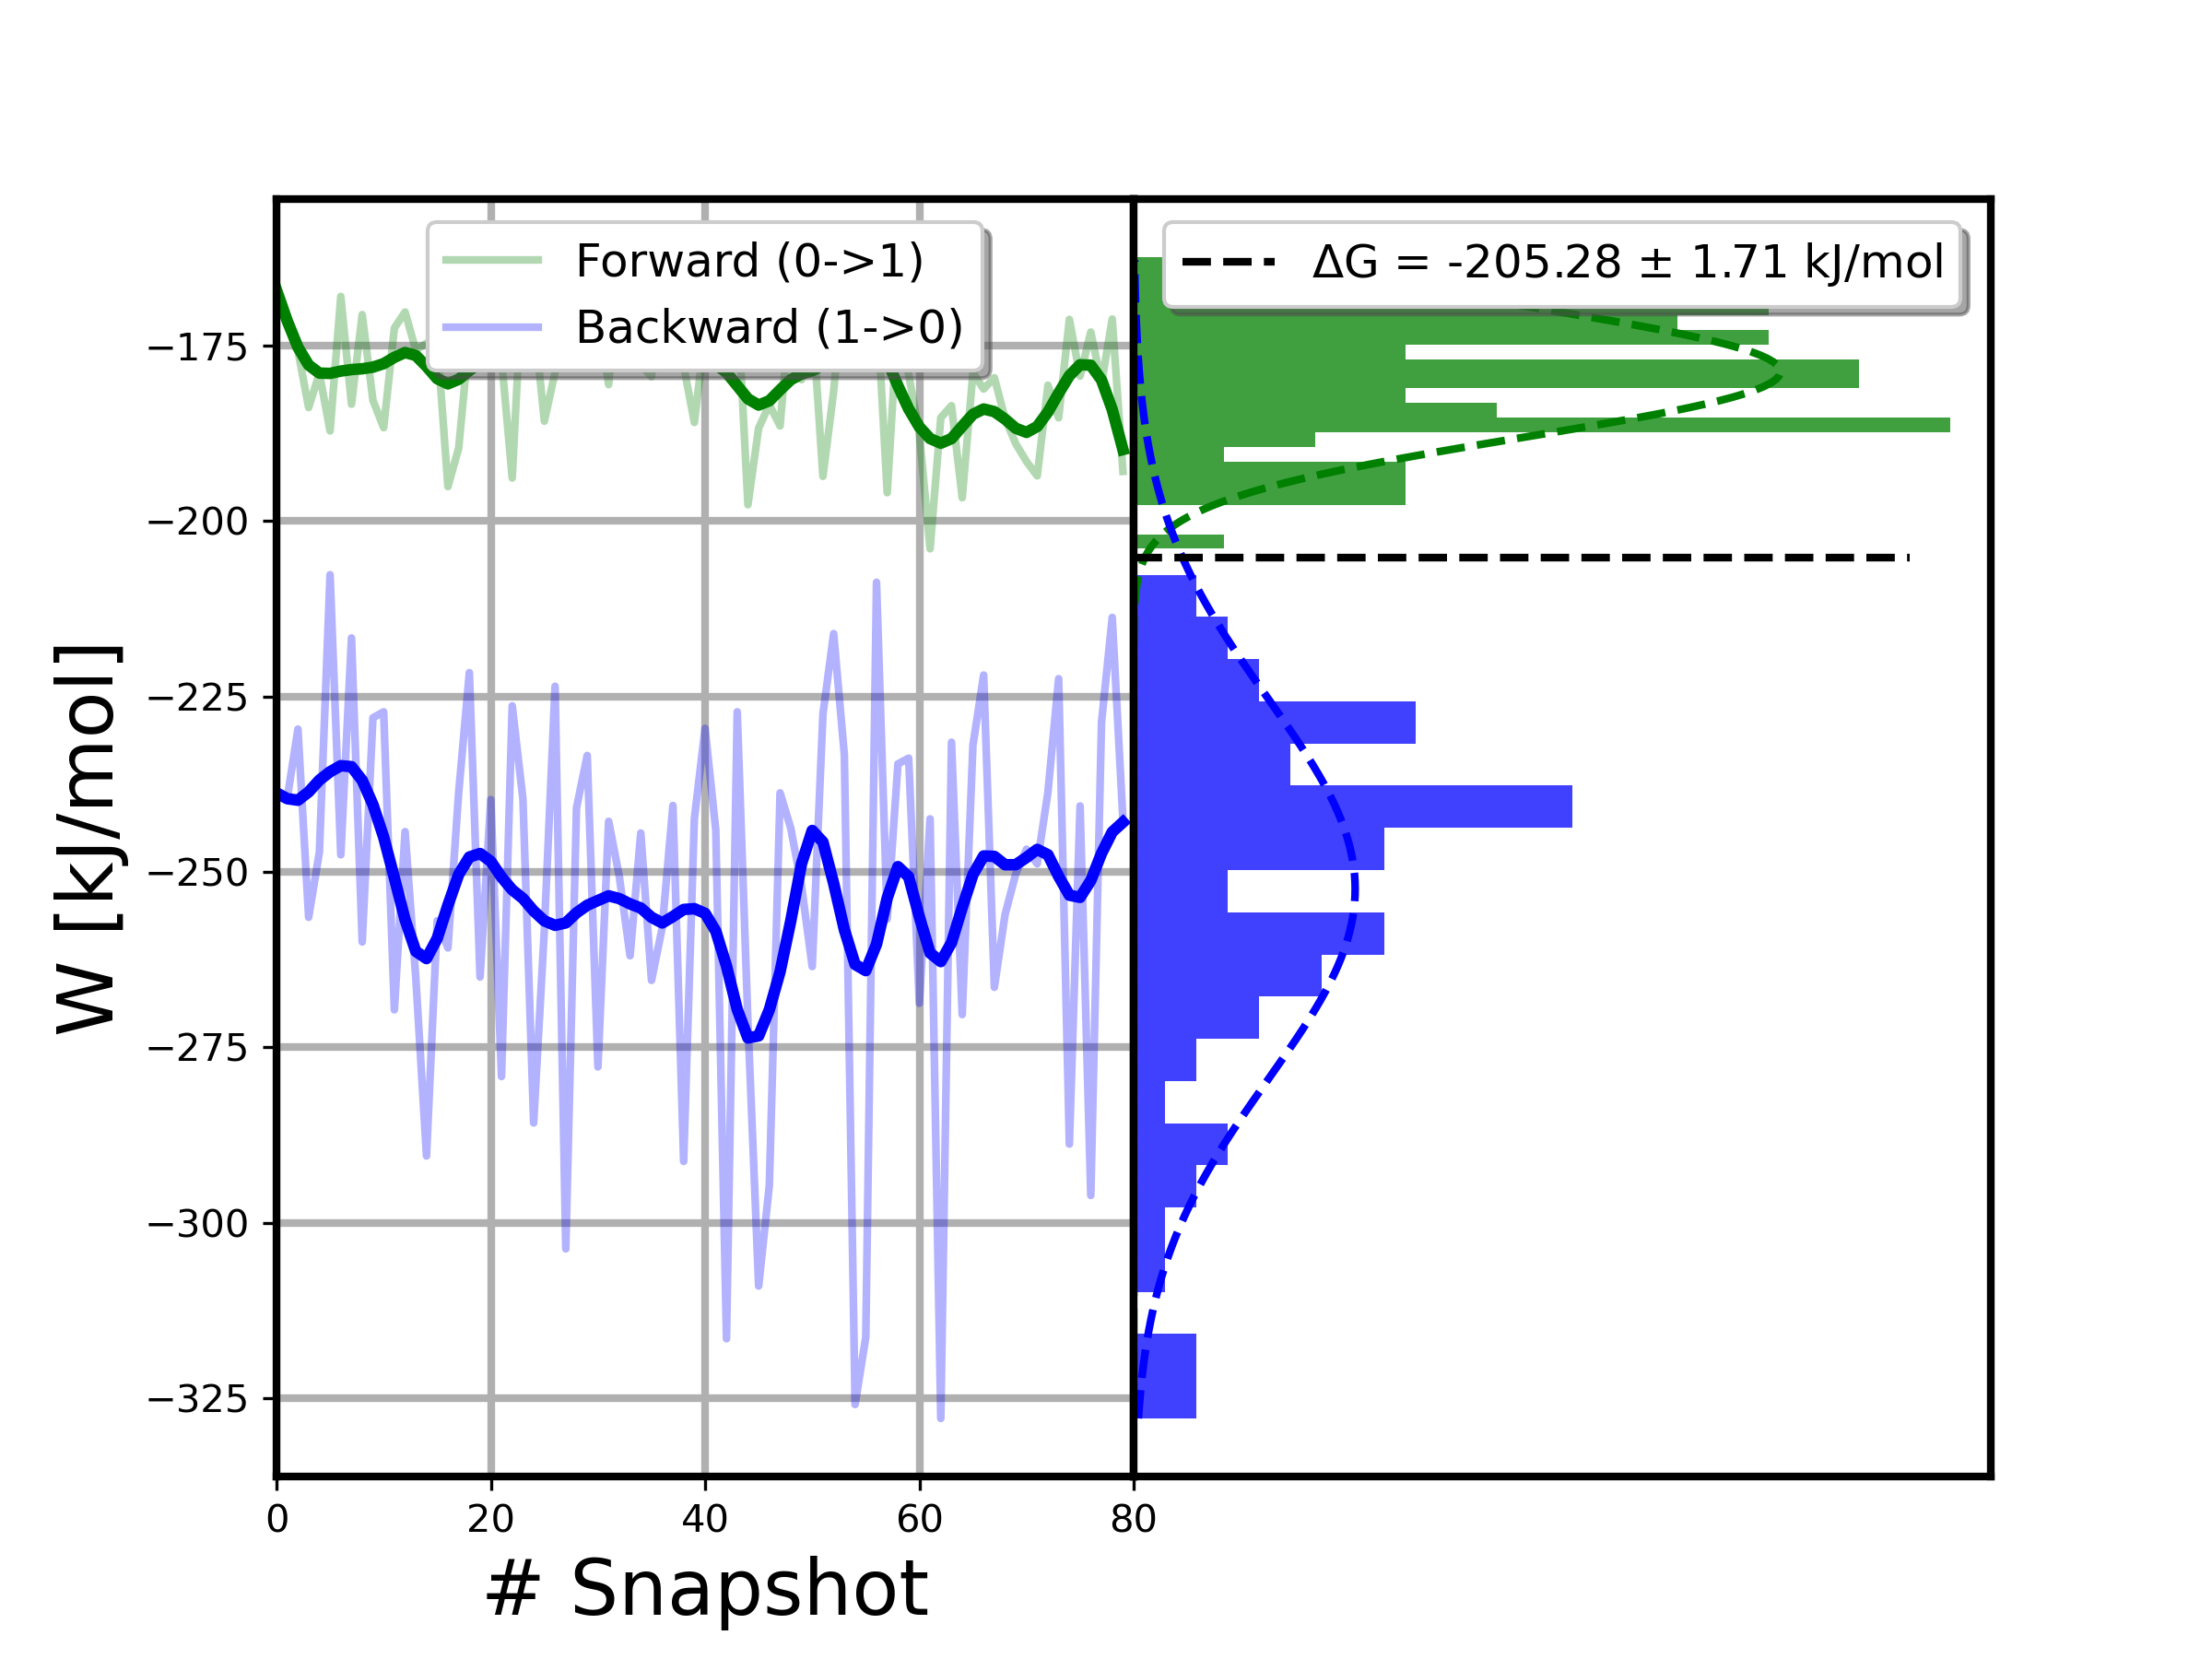 Forward (0->1)
Backward (1->0)
ΔG = -205.28 ± 1.71 kJ/mol
W [kJ/mol]
−175
−200
−225
−250
−275
−300
−325
0 20 40 60 80
# Snapshot